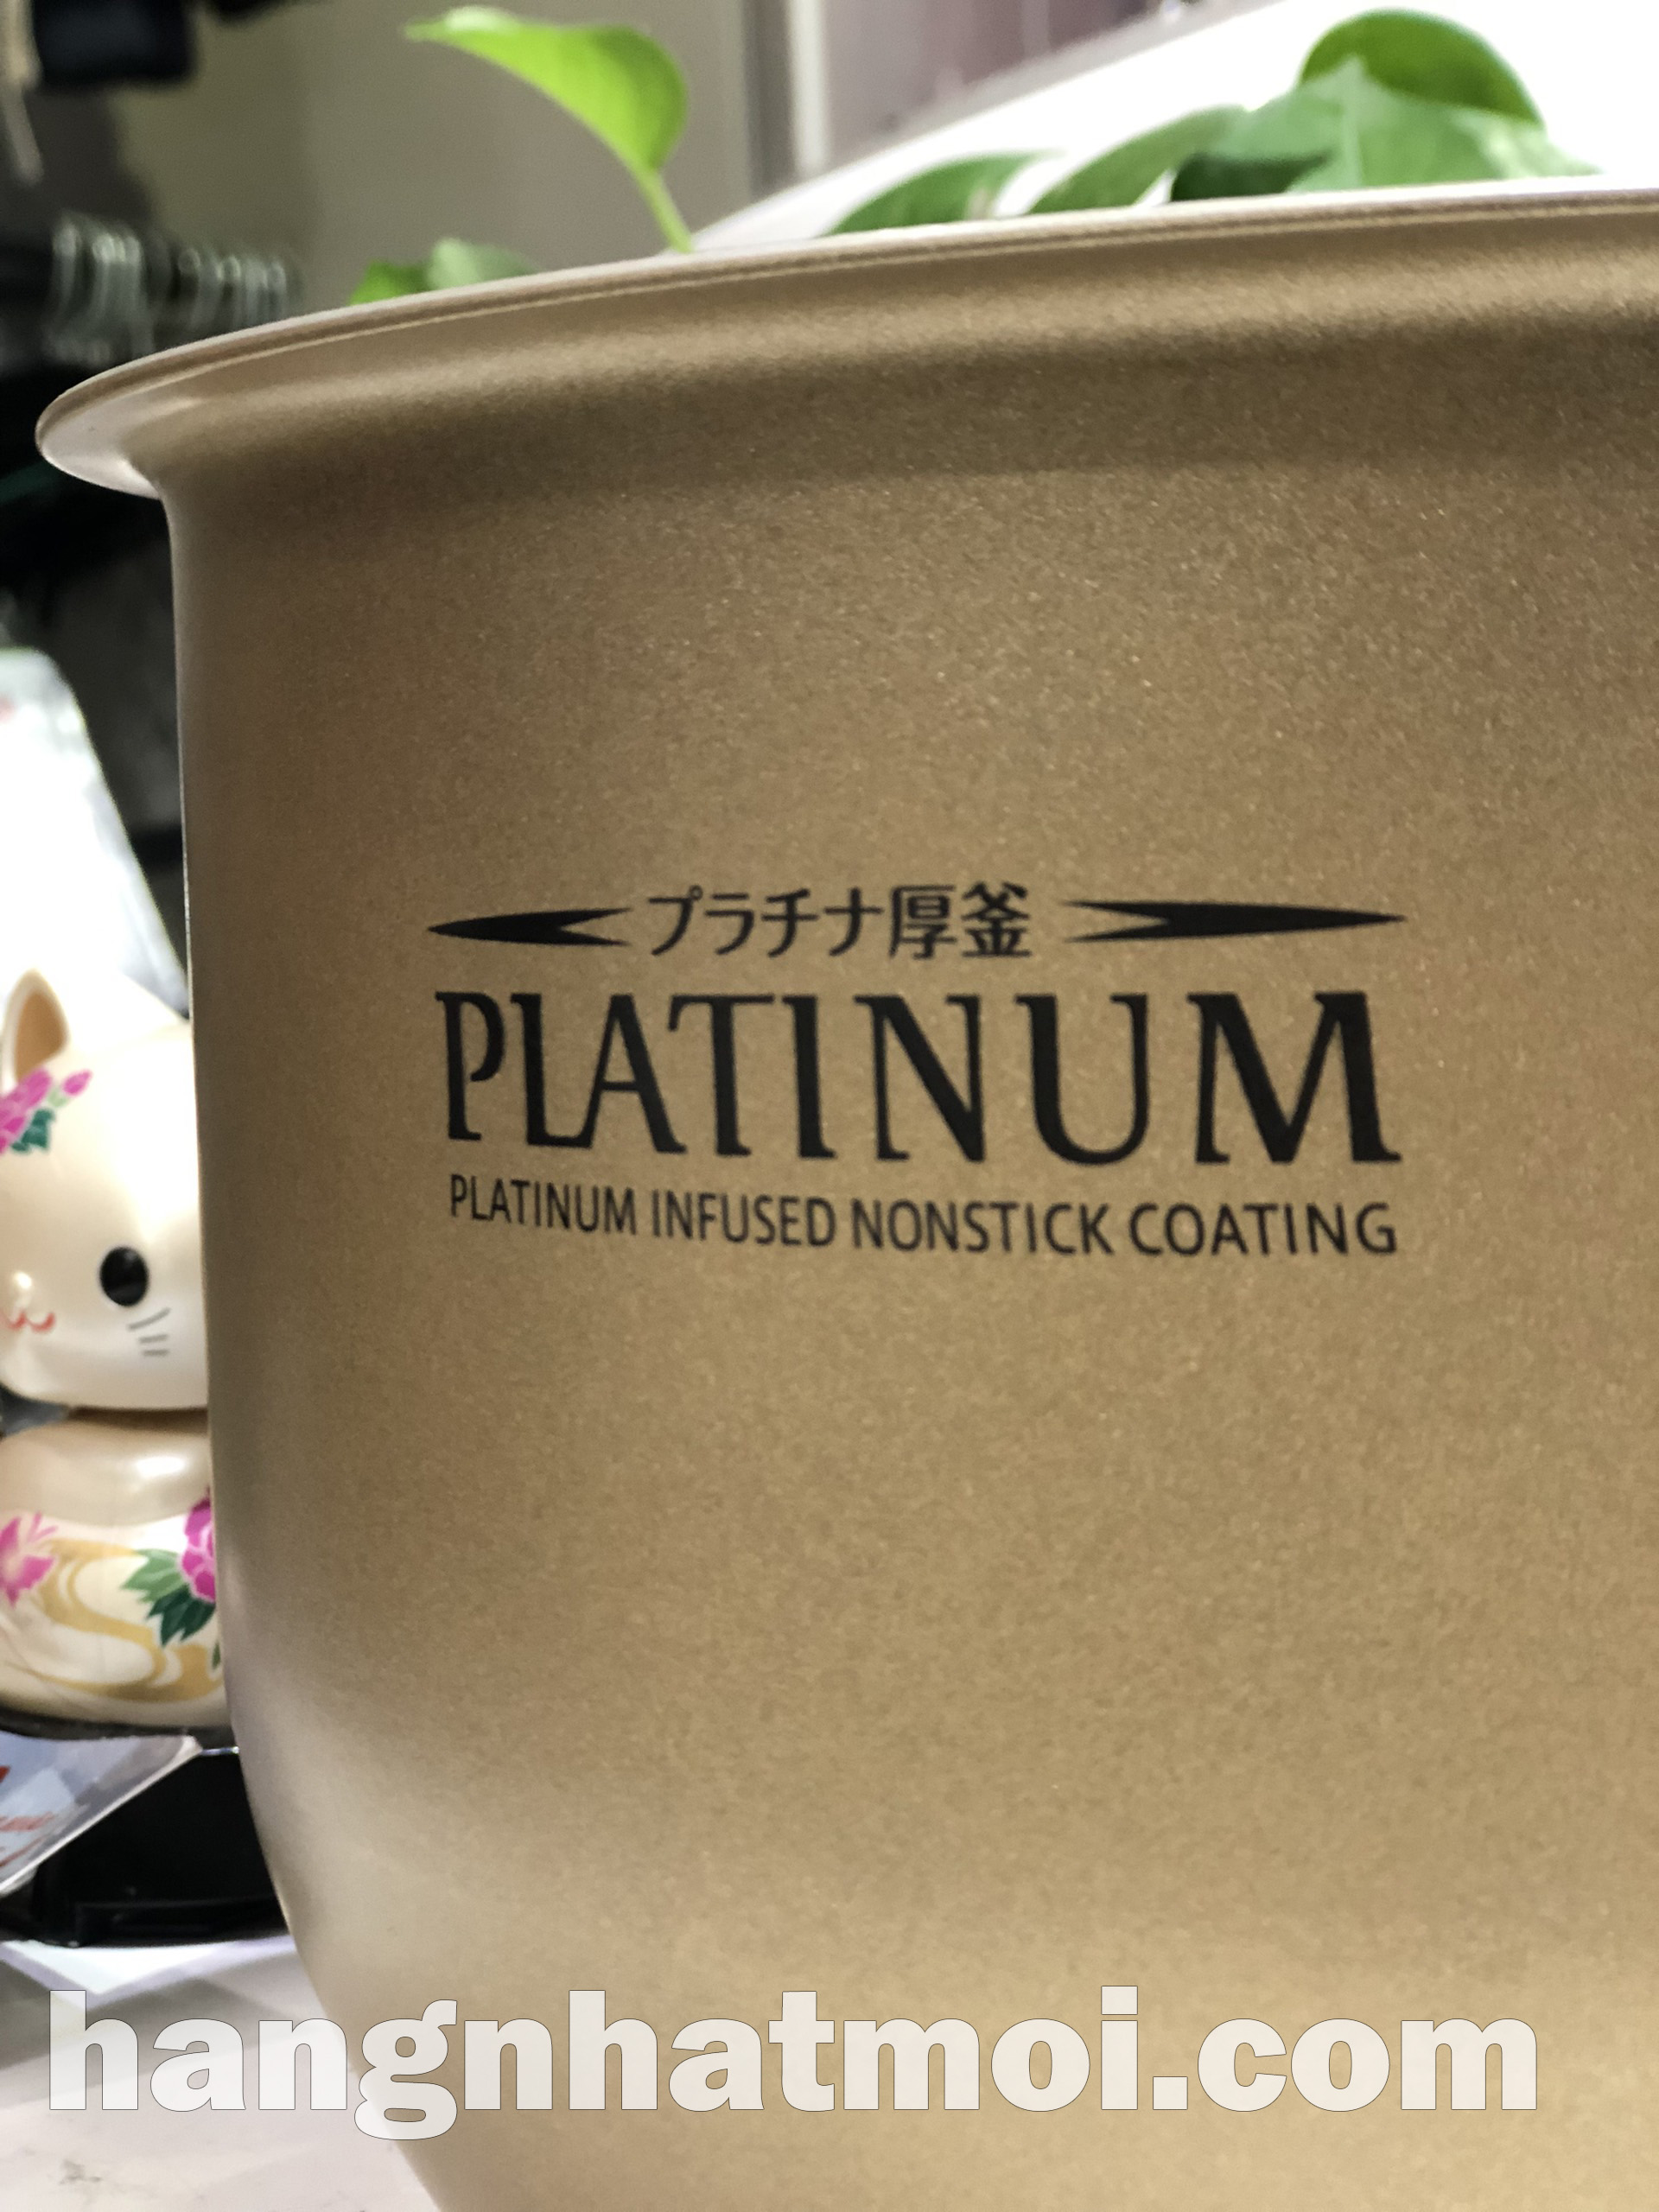 プラチナ厚釜
PLATINUM
PLATINUM INFUSED NONSTICK COATING
hangnhatmoi.com